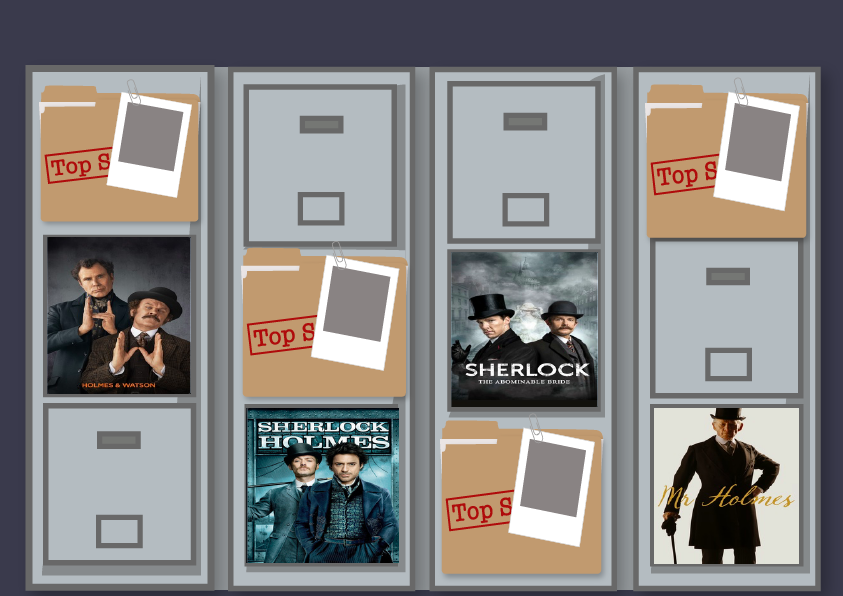 Top S
HOLMES & WATSON
Top S
SHERLOCK
HOLMES
SHERLOCK
THE ABOMINABLE BRIDE
Top S
Top S
Mr Holmes